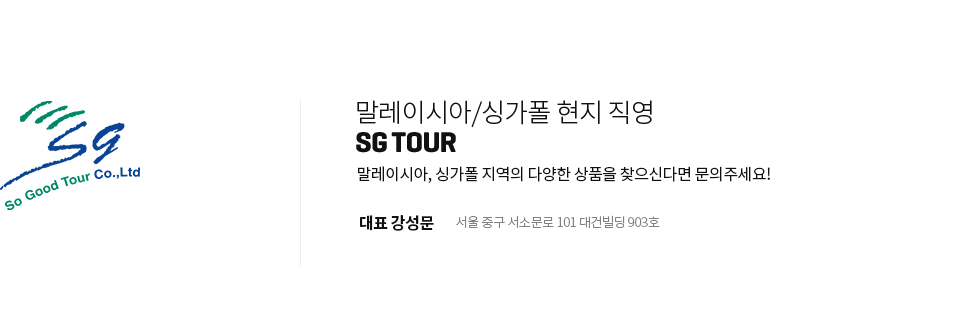 SG
So Good Tour Co.,Ltd
말레이시아/싱가폴 현지 직영
SG TOUR
말레이시아, 싱가폴 지역의 다양한 상품을 찾으신다면 문의주세요!
대표 강성문 서울 중구 서소문로 101 대건빌딩 903호